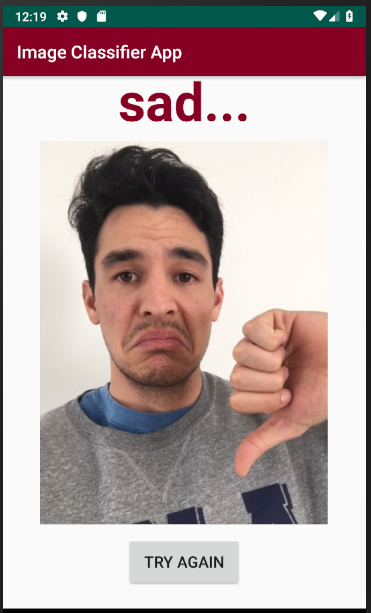 12:19
Image Classifier App
sad...
TRY AGAIN